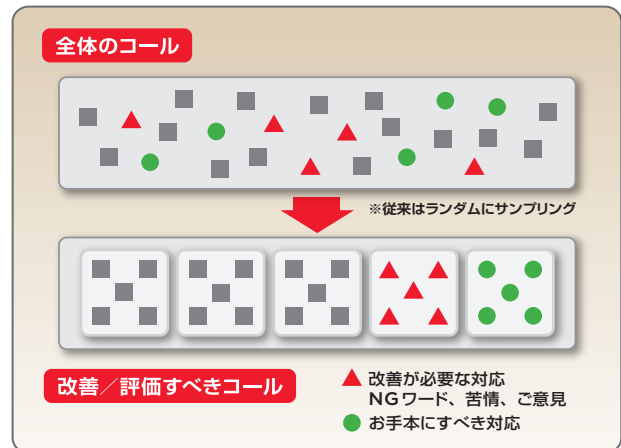 全体のコール
※従来はランダムにサンプリング
改善／評価すべきコール
改善が必要な対応
NGワード、苦情、ご意見
お手本にすべき対応